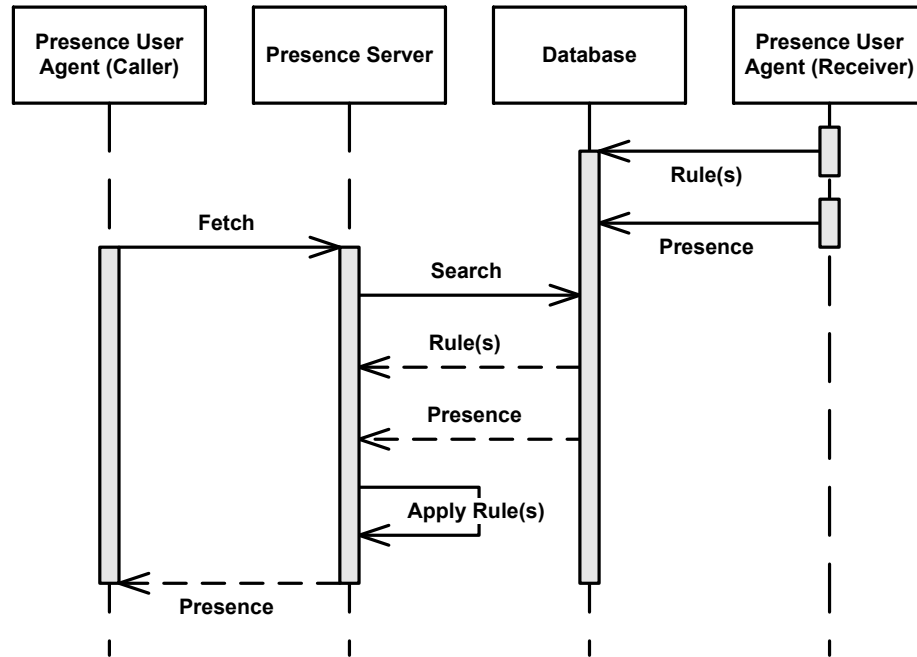 Presence User
Agent (Caller)
Presence Server
Database
Presence User
Agent (Receiver)
Rule(s)
Fetch
Presence
Search
Rule(s)
Presence
Apply Rule(s)
Presence